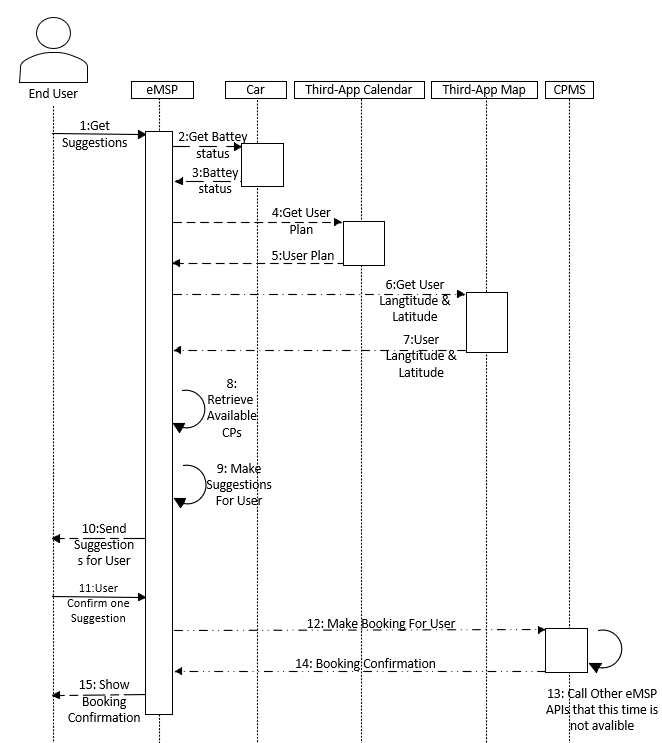 End User
eMSP
Car
Third-App Calendar
Third-App Map
CPMS
1:Get
Suggestions
2:Get Battey
status
3:Battey
status
4:Get User
Plan
5:User Plan
6:Get User
Langtitude &
Latitude
7:User
Langtitude &
Latitude
8:
Retrieve
Available
CPs
9: Make
Suggestions
For User
10:Send
Suggestion
s for User
11:User
Confirm one
Suggestion
12: Make Booking For User
14: Booking Confirmation
13: Call Other eMSP
APIs that this time is
not avalible
15: Show
Booking
Confirmation